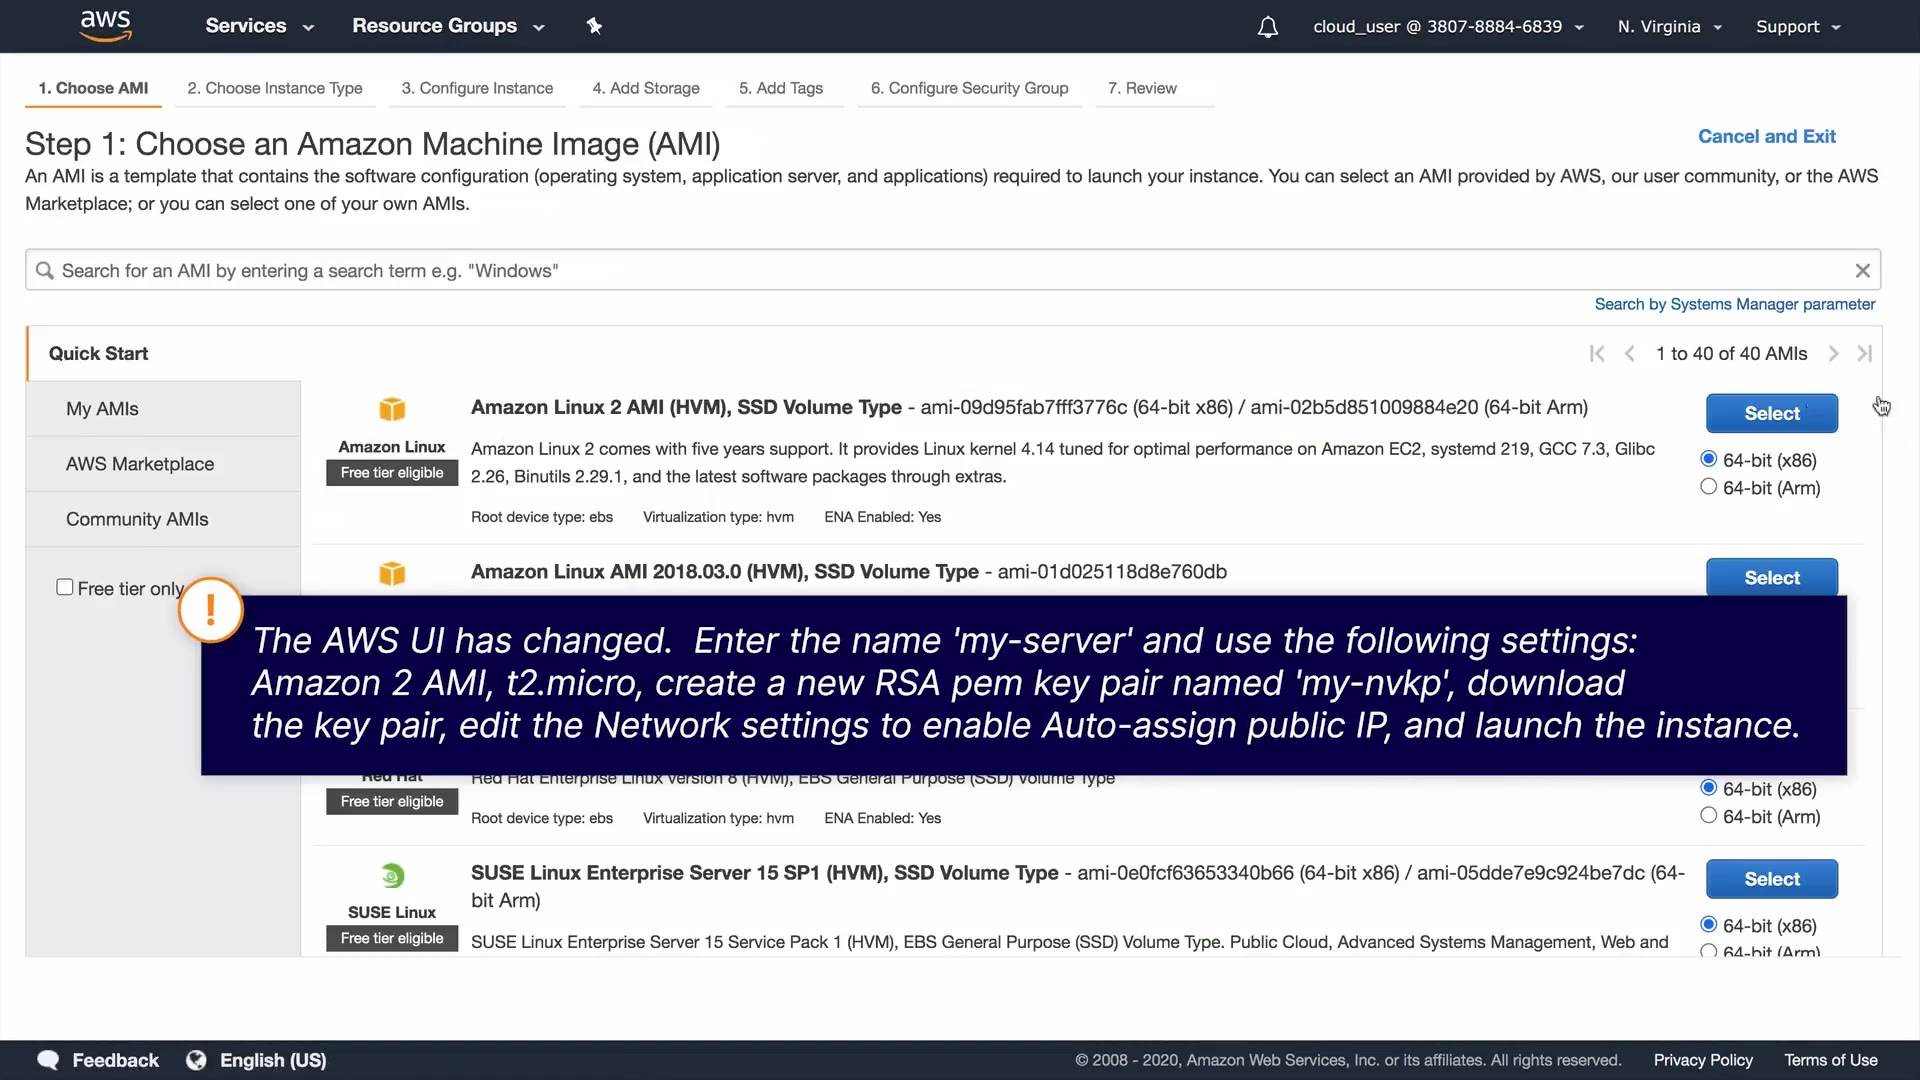 aws Services Resource Groups cloud_user @ 3807-8884-6839 N. Virginia Support
1. Choose AMI 2. Choose Instance Type 3. Configure Instance 4. Add Storage 5. Add Tags 6. Configure Security Group 7. Review
Step 1: Choose an Amazon Machine Image (AMI)
Cancel and Exit
An AMI is a template that contains the software configuration (operating system, application server, and applications) required to launch your instance. You can select an AMI provided by AWS, our user community, or the AWS
Marketplace; or you can select one of your own AMIs.
Search for an AMI by entering a search term e.g. "Windows"
Search by Systems Manager parameter
Quick Start
1 to 40 of 40 AMIs
My AMIs
AWS Marketplace
Community AMIs
Free tier only
Amazon Linux
Free tier eligible
Amazon Linux 2 AMI (HVM), SSD Volume Type - ami-09d95fab7fff3776c (64-bit x86) / ami-02b5d851009884e20 (64-bit Arm)
Amazon Linux 2 comes with five years support. It provides Linux kernel 4.14 tuned for optimal performance on Amazon EC2, systemd 219, GCC 7.3, Glibc
2.26, Binutils 2.29.1, and the latest software packages through extras.
Root device type: ebs Virtualization type: hvm ENA Enabled: Yes
Select
64-bit (x86)
64-bit (Arm)
Amazon Linux AMI 2018.03.0 (HVM), SSD Volume Type - ami-01d025118d8e760db
Select
!
The AWS UI has changed. Enter the name 'my-server' and use the following settings:
Amazon 2 AMI, t2.micro, create a new RSA pem key pair named 'my-nvkp', download
the key pair, edit the Network settings to enable Auto-assign public IP, and launch the instance.
Red Hat
Free tier eligible
Red Hat Enterprise Linux version 8 (HVM), EBS General Purpose (SSD) Volume Type
Root device type: ebs Virtualization type: hvm ENA Enabled: Yes
64-bit (x86)
64-bit (Arm)
SUSE Linux
Free tier eligible
SUSE Linux Enterprise Server 15 SP1 (HVM), SSD Volume Type - ami-0e0fcf63653340b66 (64-bit x86) / ami-05dde7e9c924be7dc (64-
bit Arm)
SUSE Linux Enterprise Server 15 Service Pack 1 (HVM), EBS General Purpose (SSD) Volume Type. Public Cloud, Advanced Systems Management, Web and
Select
64-bit (x86)
64-bit (Arm)
Feedback English (US) © 2008 - 2020, Amazon Web Services, Inc. or its affiliates. All rights reserved. Privacy Policy Terms of Use